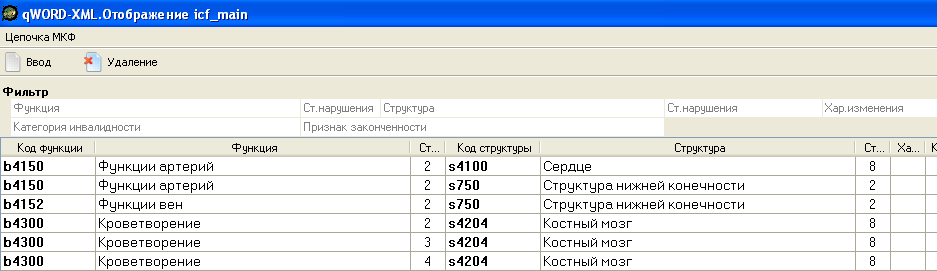 qWORD-XML.Отображение icf_main
Цепочка МКФ
Ввод Удаление
Фильтр
Функция Ст.нарушения Структура Ст.нарушения Хар.изменения
Категория инвалидности Признак законченности
Код функции Функция Ст... Код структуры Структура Ст... Ха... К
b4150 Функции артерий 2 s4100 Сердце 8
b4150 Функции артерий 2 s750 Структура нижней конечности 2
b4152 Функции вен 2 s750 Структура нижней конечности 2
b4300 Кроветворение 2 s4204 Костный мозг 8
b4300 Кроветворение 3 s4204 Костный мозг 8
b4300 Кроветворение 4 s4204 Костный мозг 8